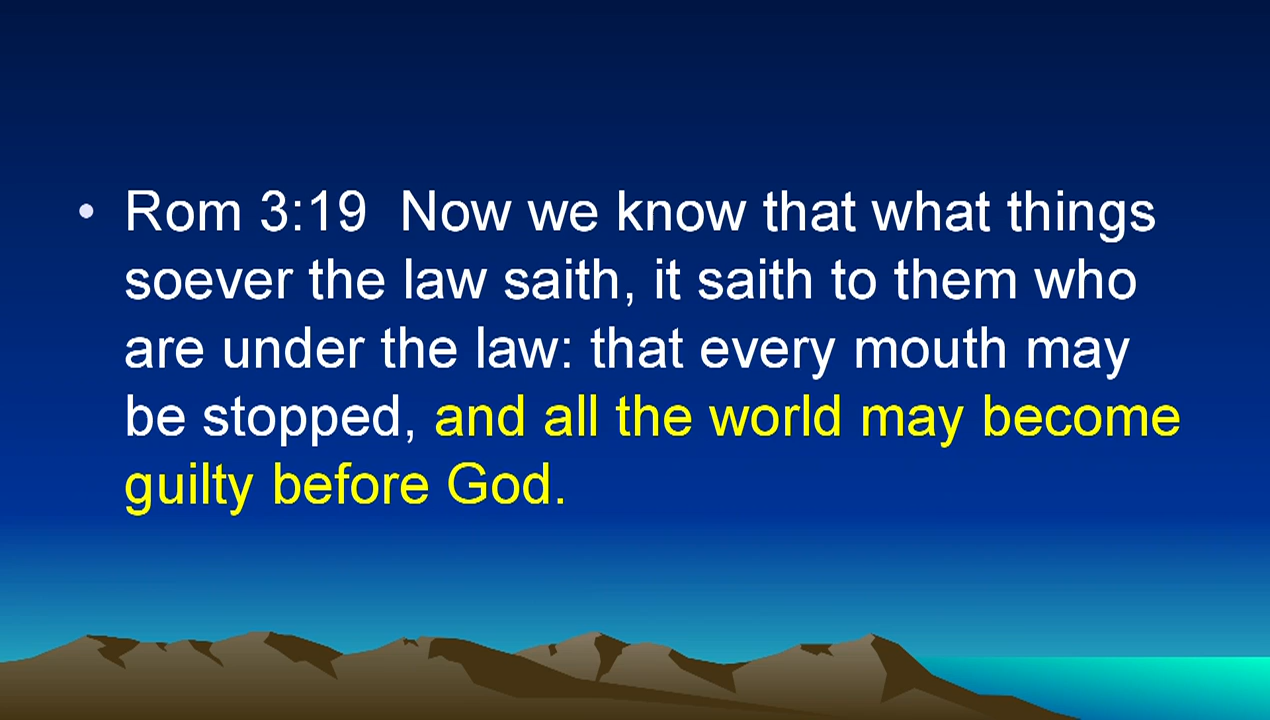 • Rom 3:19  Now we know that what things
soever the law saith, it saith to them who
are under the law: that every mouth may
be stopped, and all the world may become
guilty before God.